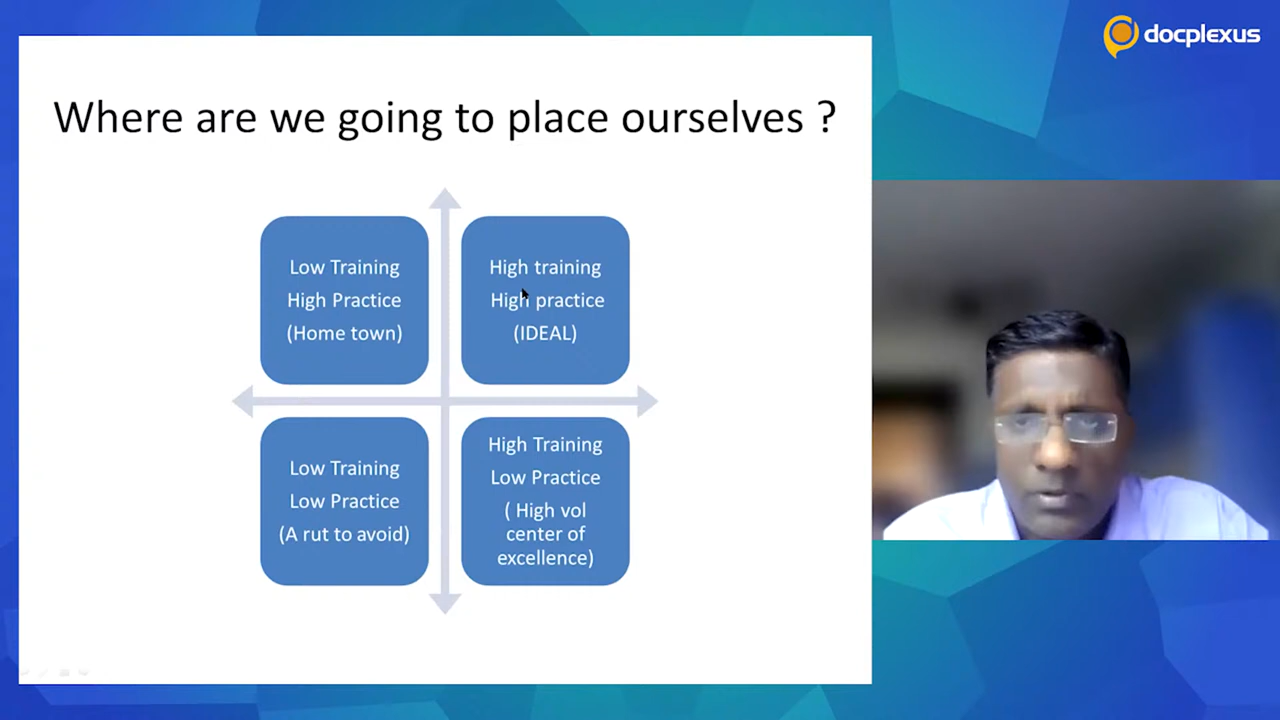 docplexus
Where are we going to place ourselves ?
Low Training
High Practice
(Home town)
High training
High practice
(IDEAL)
Low Training
Low Practice
(A rut to avoid)
High Training
Low Practice
( High vol
center of
excellence)